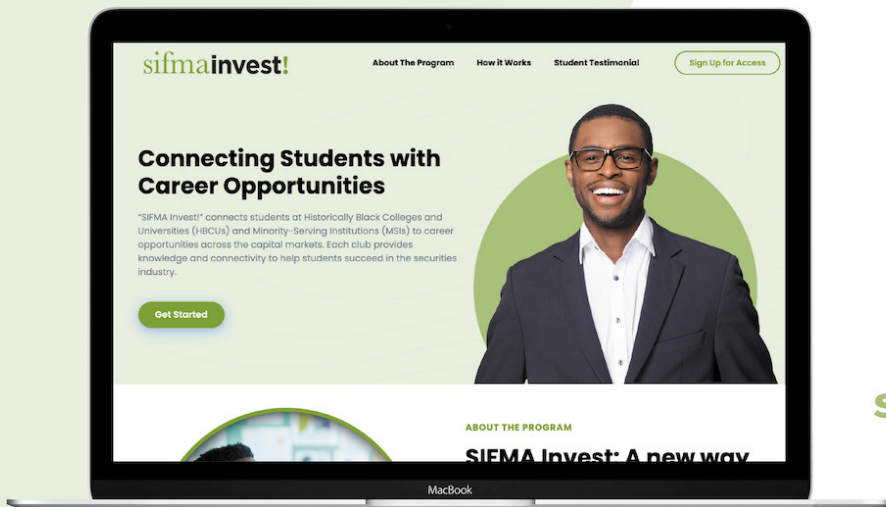 sifmainvest!
About The Program
How it Works
Student Testimonial
Sign Up for Access
Connecting Students with
Career Opportunities
“SIFMA Invest!” connects students at Historically Black Colleges and
Universities (HBCUs) and Minority-Serving Institutions (MSIs) to career
opportunities across the capital markets. Each club provides
knowledge and connectivity to help students succeed in the securities
industry.
Get Started
ABOUT THE PROGRAM
SIFMA Invest: A new way
MacBook